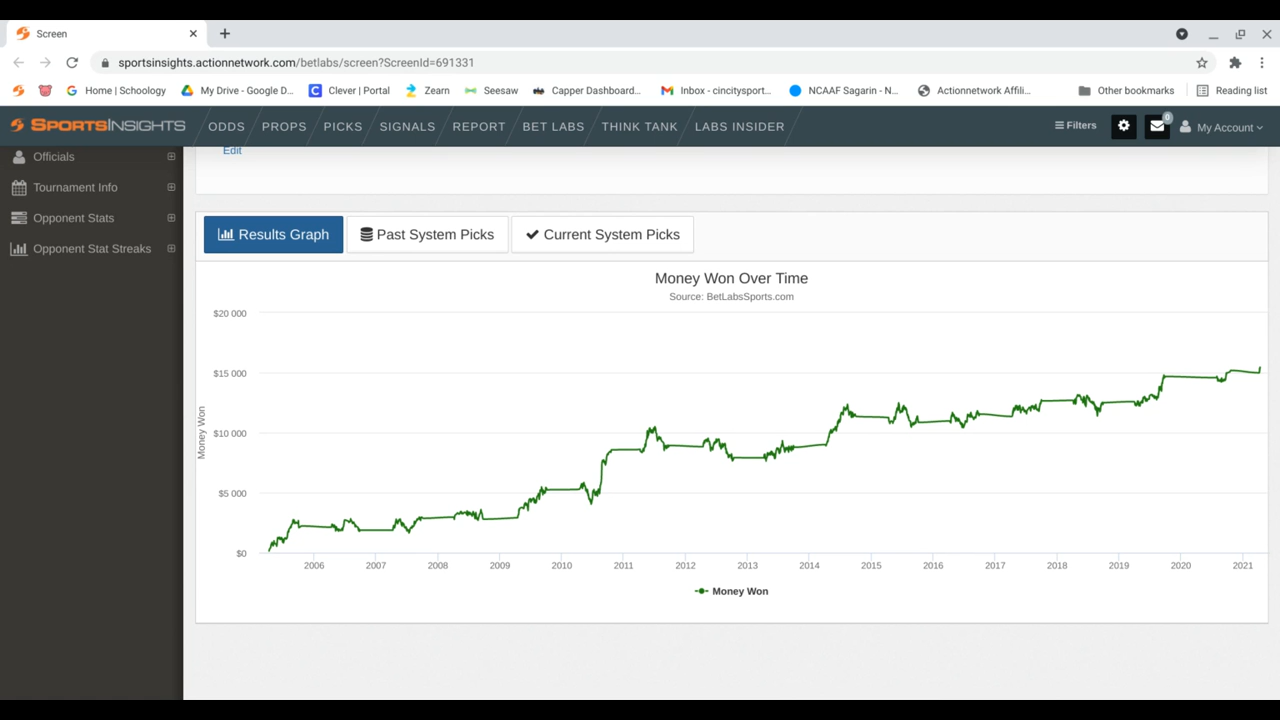 Screen
sportsinsights.actionnetwork.com/betlabs/screen?ScreenId=691331
Home | Schoology My Drive - Google D... Clever | Portal Zearn Seesaw Capper Dashboard... Inbox - cincitysport... NCAAF Sagarin - N... Actionnetwork Affili... Other bookmarks Reading list
SPORTSINSIGHTS ODDS PROPS PICKS SIGNALS REPORT BET LABS THINK TANK LABS INSIDER Filters 0 My Account
Officials
Tournament Info
Opponent Stats
Opponent Stat Streaks
Edit
Results Graph Past System Picks Current System Picks
Money Won Over Time
Source: BetLabsSports.com
Money Won
$20 000
$15 000
$10 000
$5 000
$0
2006 2007 2008 2009 2010 2011 2012 2013 2014 2015 2016 2017 2018 2019 2020 2021
Money Won